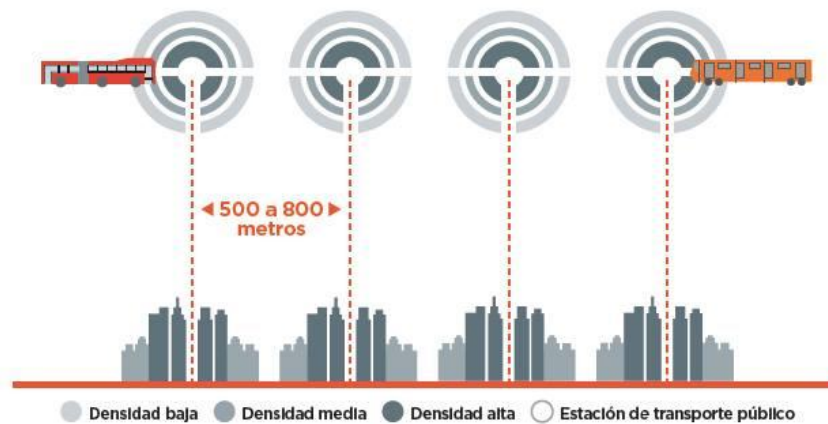 500 a 800
metros
Densidad baja
Densidad media
Densidad alta
Estación de transporte público